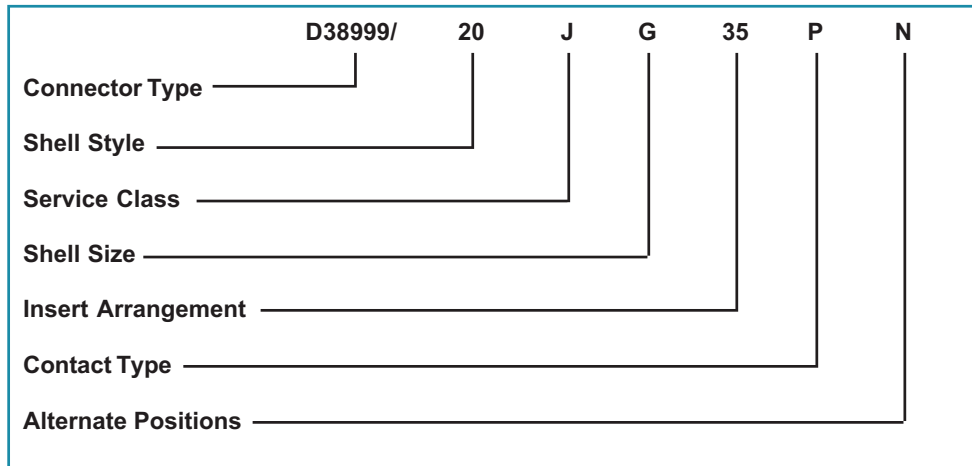 D38999/ 20 J G 35 P N
Connector Type
Shell Style
Service Class
Shell Size
Insert Arrangement
Contact Type
Alternate Positions